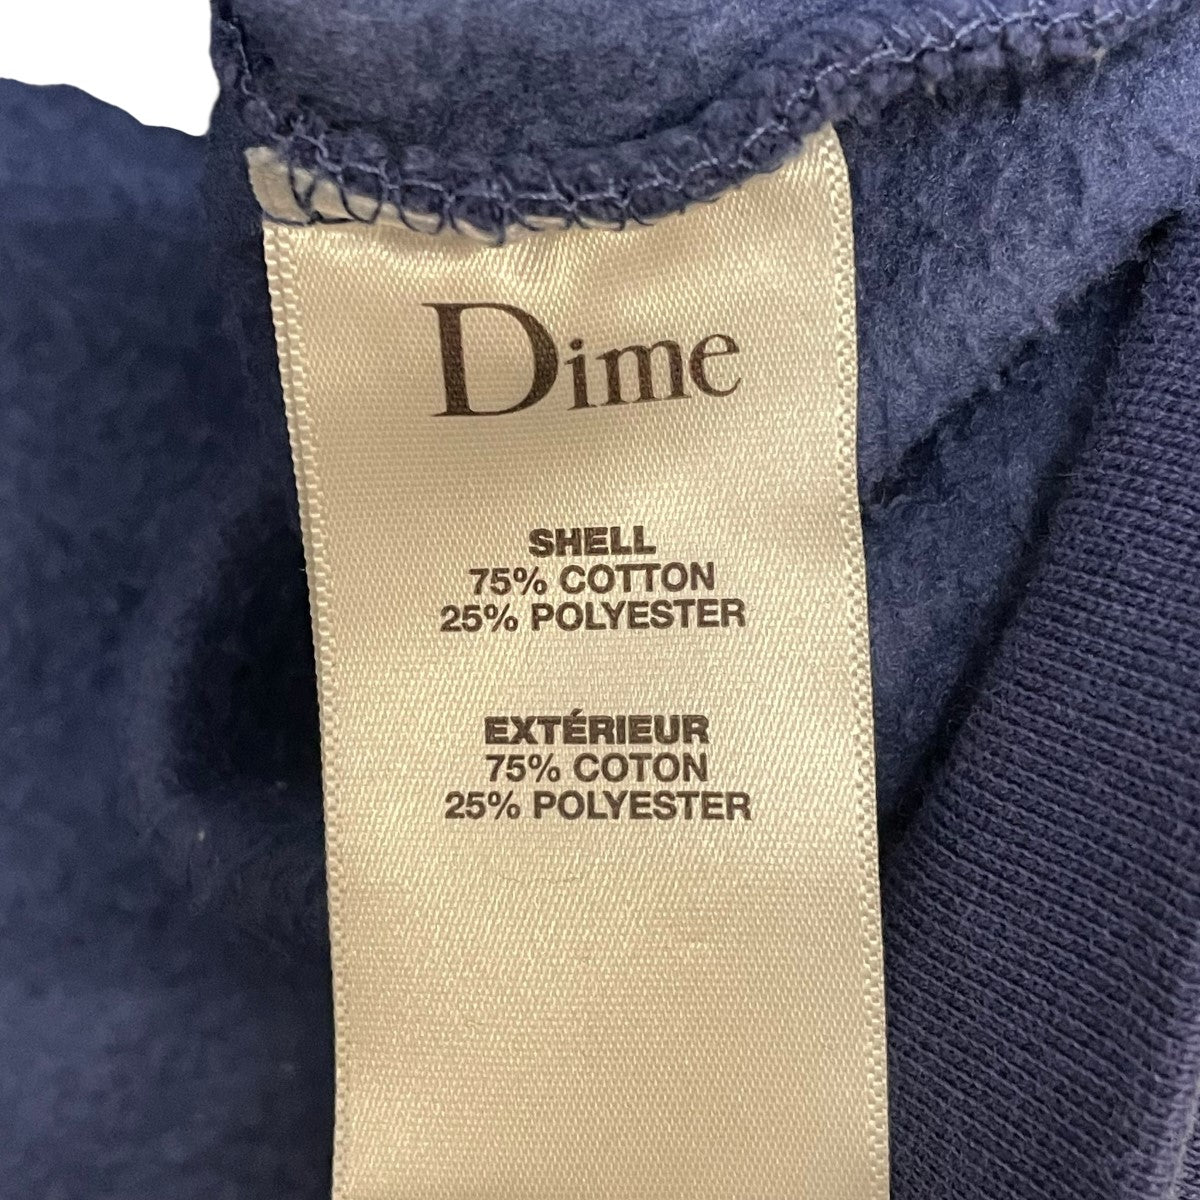 Dime
SHELL
75% COTTON
25% POLYESTER
EXTÉRIEUR
75% COTON
25% POLYESTER